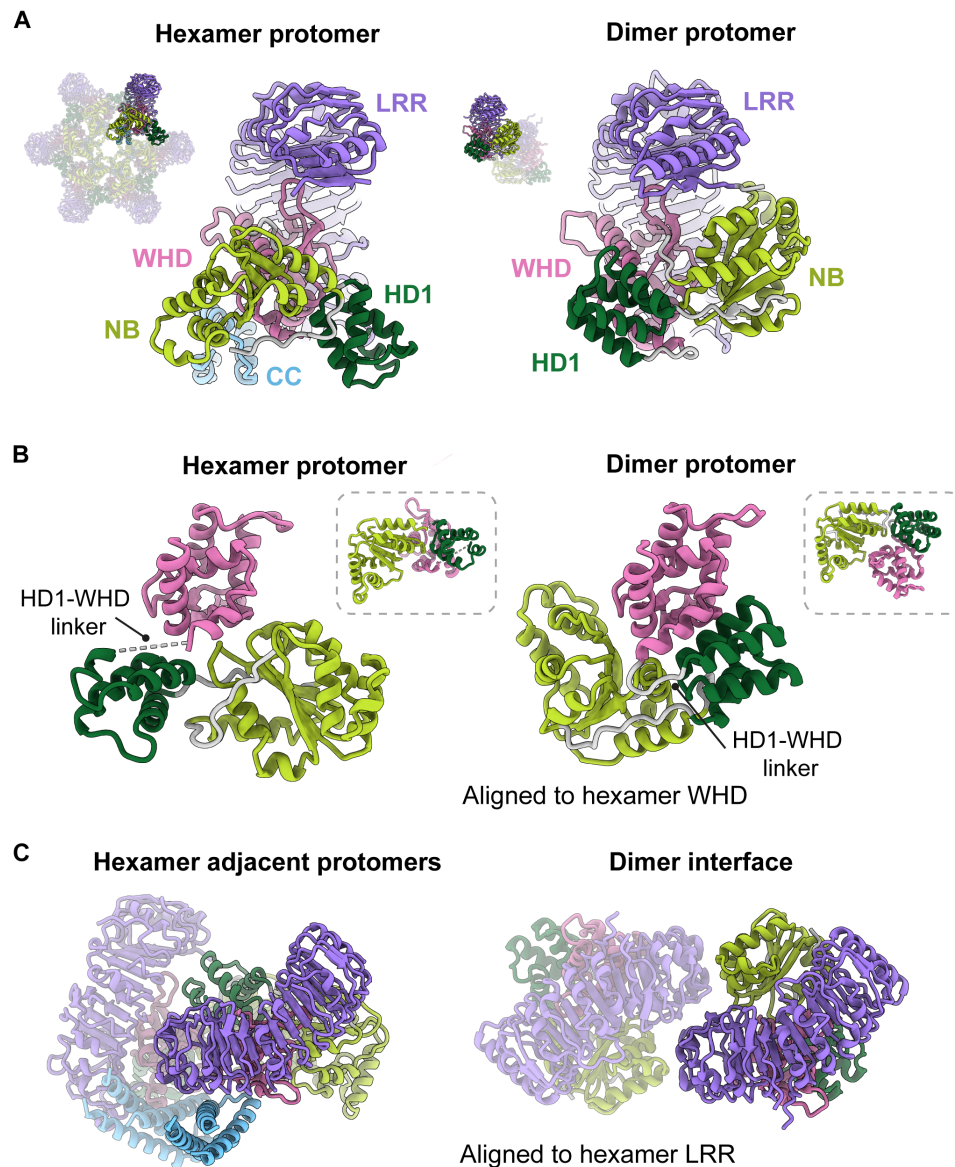 A
Hexamer protomer
Dimer protomer
LRR
LRR
WHD
HD1
NB
CC
WHD
NB
HD1
B
Hexamer protomer
Dimer protomer
HD1-WHD
linker
HD1-WHD
linker
Aligned to hexamer WHD
C
Hexamer adjacent protomers
Dimer interface
Aligned to hexamer LRR